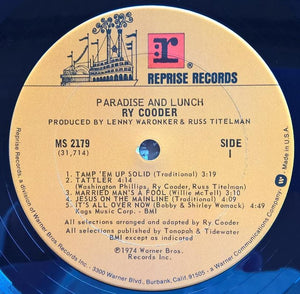 r
REPRISE RECORDS
PARADISE AND LUNCH
RY COODER
PRODUCED BY LENNY WARONKER & RUSS TITELMAN
MS 2179
(31,714)
SIDE
1
1. TAMP 'EM UP SOLID (Traditional) 3:19
2. TATTLER 4:14
(Washington Phillips, Ry Cooder, Russ Titelman)
3. MARRIED MAN'S A FOOL (Willie McTell) 3:10
4. JESUS ON THE MAINLINE (Traditional) 4:09
5. IT'S ALL OVER NOW (Bobby & Shirley Womack)
Kags Music Corp. - BMI
All selections arranged and adapted by Ry Cooder
All selections published by Tonopah & Tidewater
BMI except as indicated
©1974 Warner Bros.
Records Inc.
Reprise Records, a division of Warner Bros. Records Inc. · 3300 Warner Blvd., Burbank, Calif. 91505 · a Warner Communications Company
Made in U.S.A.